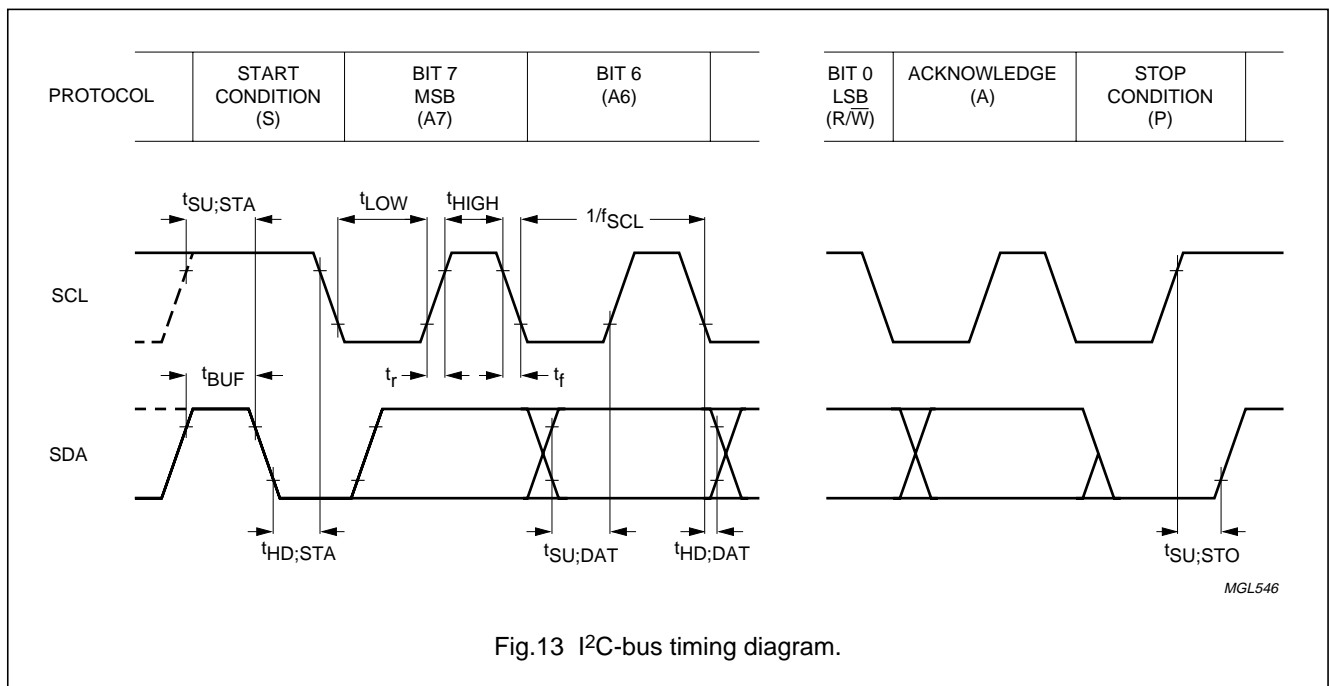 PROTOCOL
START
CONDITION
(S)
BIT 7
MSB
(A7)
BIT 6
(A6)
BIT 0
LSB
(R/W̅)
ACKNOWLEDGE
(A)
STOP
CONDITION
(P)
tSU;STA
tLOW
tHIGH
1/fSCL
SCL
tBUF
tr
tf
SDA
tHD;STA
tSU;DAT
tHD;DAT
tSU;STO
MGL546
Fig.13 I²C-bus timing diagram.